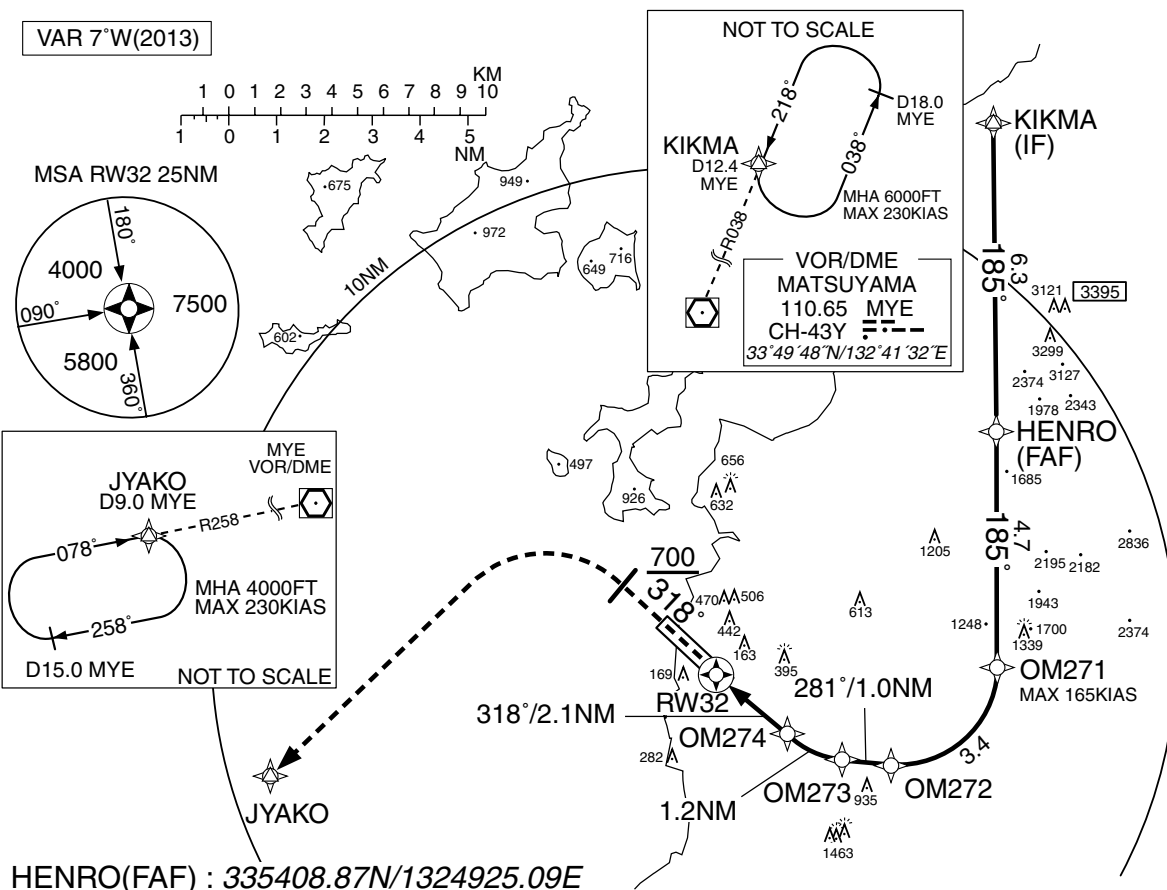 VAR 7°W(2013)
KM
1 0 1 2 3 4 5 6 7 8 9 10
1 0 1 2 3 4 5
NM
MSA RW32 25NM
180°
4000
7500
090°
5800
360°
675
949
972
649
716
602
10NM
497
926
656
632
NOT TO SCALE
218°
038°
D18.0
MYE
KIKMA
D12.4
MYE
MHA 6000FT
MAX 230KIAS
R038
VOR/DME
MATSUYAMA
110.65 MYE
CH-43Y
33°49´48˝N/132°41´32˝E
KIKMA
(IF)
6.3
185°
3121
3395
3299
3127
2374
1978
2343
HENRO
(FAF)
1685
4.7
185°
1205
2836
2195
2182
1943
613
1248
1700
1339
2374
OM271
MAX 165KIAS
MYE
VOR/DME
JYAKO
D9.0 MYE
R258
078°
MHA 4000FT
MAX 230KIAS
258°
D15.0 MYE
NOT TO SCALE
700
318°
470
506
442
163
169
395
RW32
281°/1.0NM
318°/2.1NM
OM274
3.4
282
OM273
935
OM272
1.2NM
1463
JYAKO
HENRO(FAF) : 335408.87N/1324925.09E